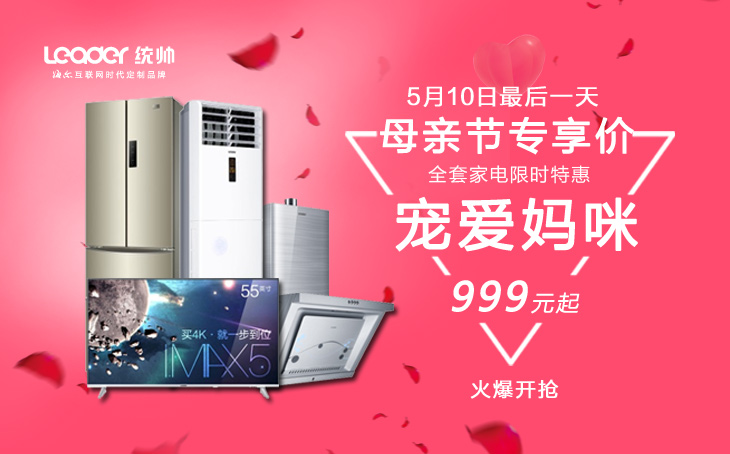 Leader 统帅
海尔互联网时代定制品牌
5月10日最后一天
母亲节专享价
全套家电限时特惠
宠爱妈咪
999元起
火爆开抢
55英寸
买4K·就一步到位
IMAX5